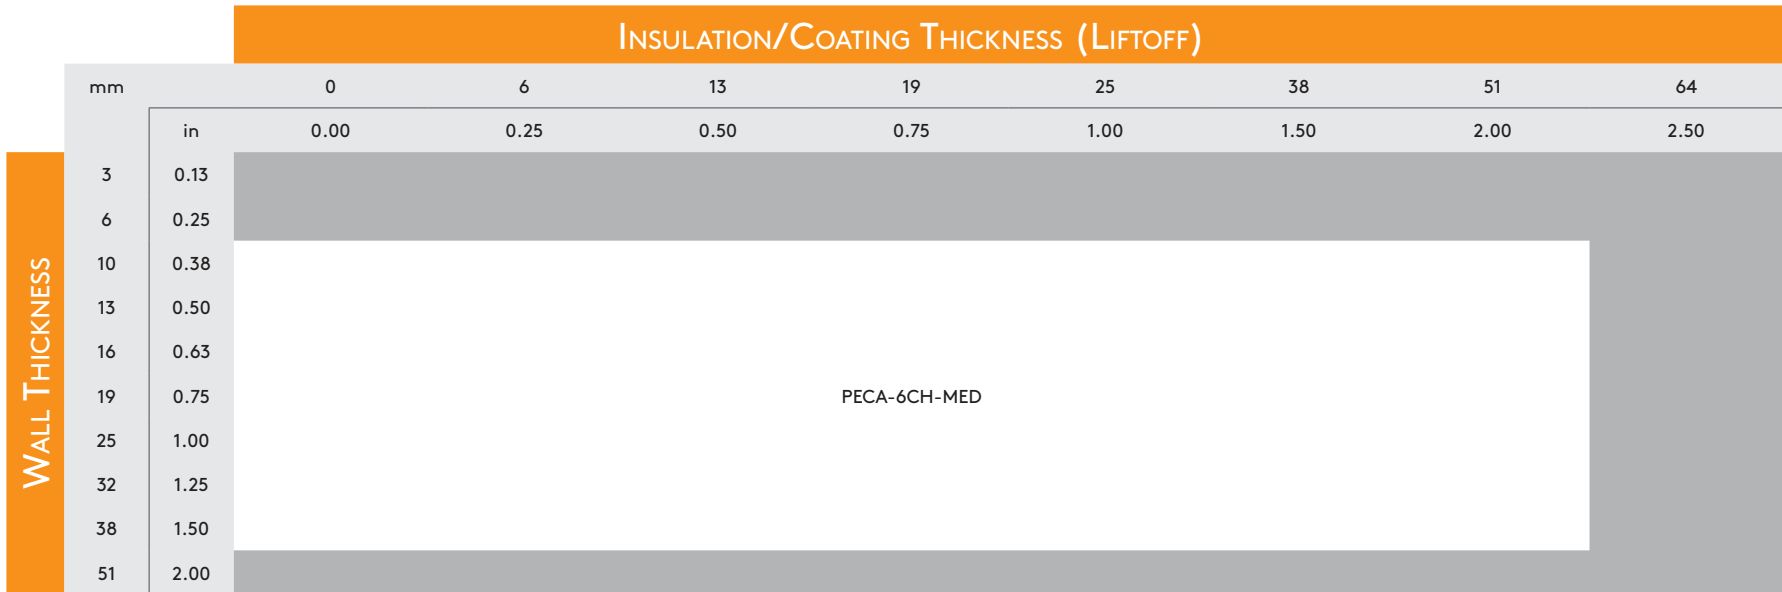 Insulation/Coating Thickness (Liftoff)
mm 0 6 13 19 25 38 51 64
in 0.00 0.25 0.50 0.75 1.00 1.50 2.00 2.50
Wall Thickness
3 0.13
6 0.25
10 0.38
13 0.50
16 0.63
19 0.75 PECA-6CH-MED
25 1.00
32 1.25
38 1.50
51 2.00